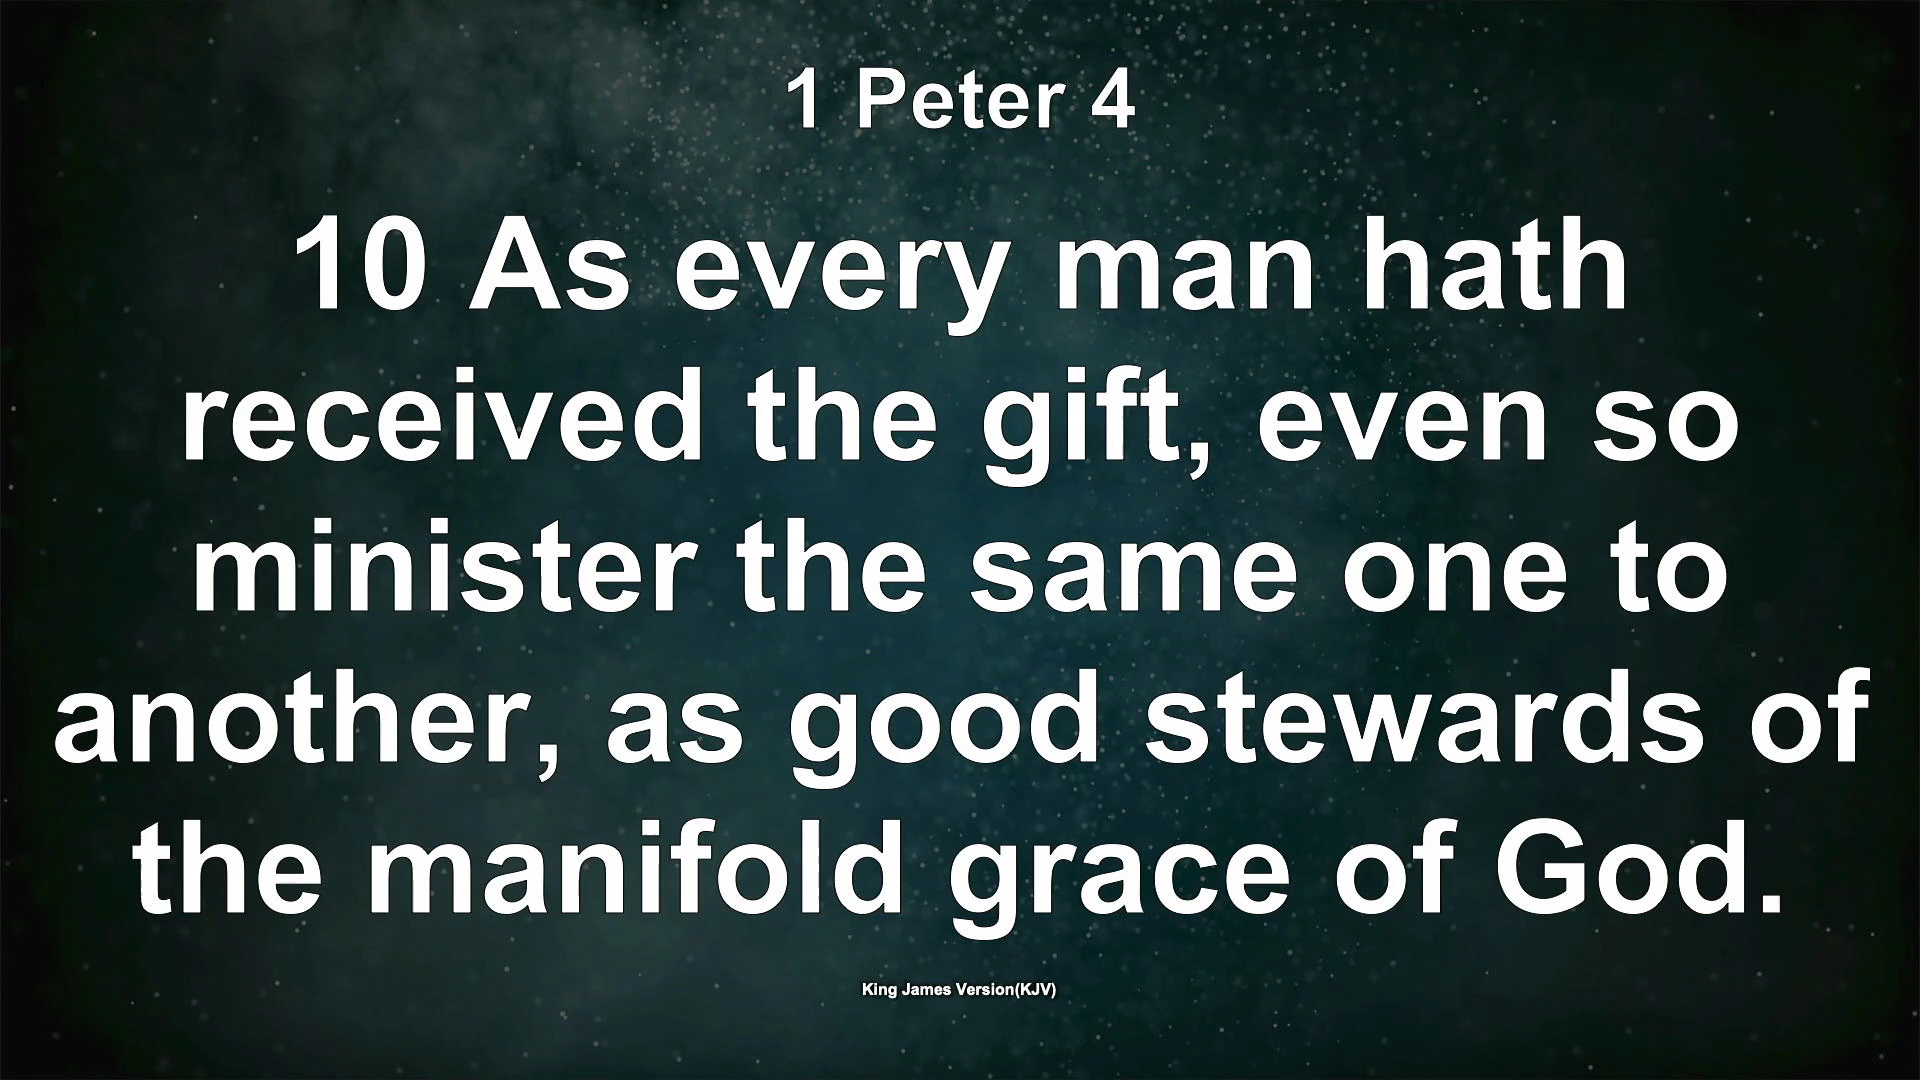 1 Peter 4
10 As every man hath
received the gift, even so
minister the same one to
another, as good stewards of
the manifold grace of God.
King James Version(KJV)